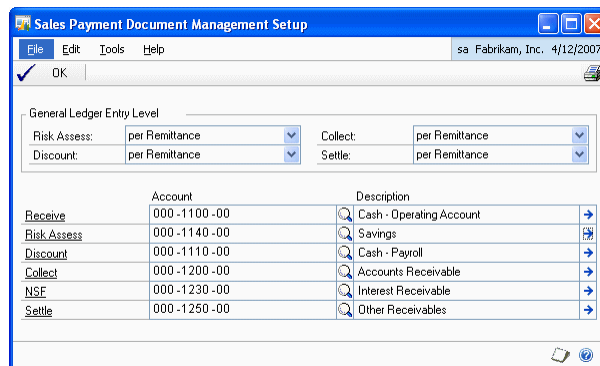 Sales Payment Document Management Setup
File Edit Tools Help sa Fabrikam, Inc. 4/12/2007
OK
General Ledger Entry Level
Risk Assess: per Remittance Collect: per Remittance
Discount: per Remittance Settle: per Remittance
Account Description
Receive 000 -1100 -00 Cash - Operating Account
Risk Assess 000 -1140 -00 Savings
Discount 000 -1110 -00 Cash - Payroll
Collect 000 -1200 -00 Accounts Receivable
NSF 000 -1230 -00 Interest Receivable
Settle 000 -1250 -00 Other Receivables